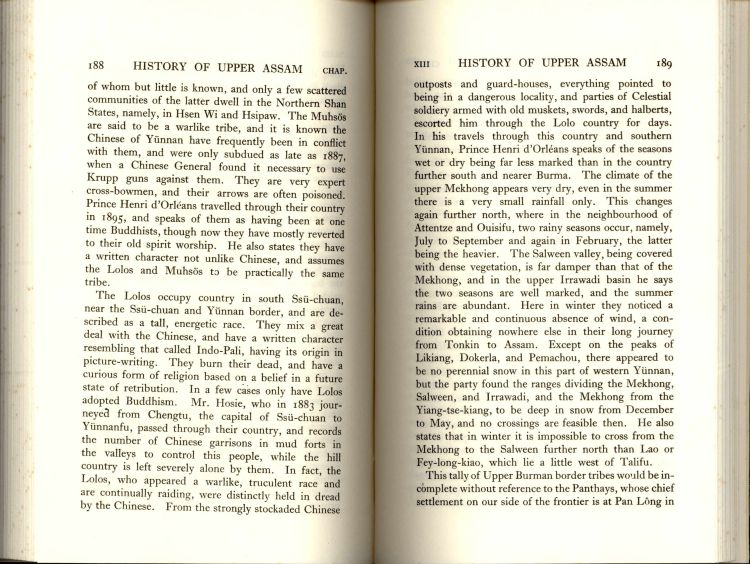 188 HISTORY OF UPPER ASSAM CHAP.
of whom but little is known, and only a few scattered
communities of the latter dwell in the Northern Shan
States, namely, in Hsen Wi and Hsipaw. The Muhsös
are said to be a warlike tribe, and it is known the
Chinese of Yünnan have frequently been in conflict
with them, and were only subdued as late as 1887,
when a Chinese General found it necessary to use
Krupp guns against them. They are very expert
cross-bowmen, and their arrows are often poisoned.
Prince Henri d'Orléans travelled through their country
in 1895, and speaks of them as having been at one
time Buddhists, though now they have mostly reverted
to their old spirit worship. He also states they have
a written character not unlike Chinese, and assumes
the Lolos and Muhsös to be practically the same
tribe.
The Lolos occupy country in south Ssü-chuan,
near the Ssü-chuan and Yünnan border, and are de-
scribed as a tall, energetic race. They mix a great
deal with the Chinese, and have a written character
resembling that called Indo-Pali, having its origin in
picture-writing. They burn their dead, and have a
curious form of religion based on a belief in a future
state of retribution. In a few cases only have Lolos
adopted Buddhism. Mr. Hosie, who in 1883 jour-
neyed from Chengtu, the capital of Ssü-chuan to
Yünnanfu, passed through their country, and records
the number of Chinese garrisons in mud forts in
the valleys to control this people, while the hill
country is left severely alone by them. In fact, the
Lolos, who appeared a warlike, truculent race and
are continually raiding, were distinctly held in dread
by the Chinese. From the strongly stockaded Chinese
XIII HISTORY OF UPPER ASSAM 189
outposts and guard-houses, everything pointed to
being in a dangerous locality, and parties of Celestial
soldiery armed with old muskets, swords, and halberts,
escorted him through the Lolo country for days.
In his travels through this country and southern
Yünnan, Prince Henri d'Orléans speaks of the seasons
wet or dry being far less marked than in the country
further south and nearer Burma. The climate of the
upper Mekhong appears very dry, even in the summer
there is a very small rainfall only. This changes
again further north, where in the neighbourhood of
Attentze and Ouisifu, two rainy seasons occur, namely,
July to September and again in February, the latter
being the heavier. The Salween valley, being covered
with dense vegetation, is far damper than that of the
Mekhong, and in the upper Irrawadi basin he says
the two seasons are well marked, and the summer
rains are abundant. Here in winter they noticed a
remarkable and continuous absence of wind, a con-
dition obtaining nowhere else in their long journey
from Tonkin to Assam. Except on the peaks of
Likiang, Dokerla, and Pemachou, there appeared to
be no perennial snow in this part of western Yünnan,
but the party found the ranges dividing the Mekhong,
Salween, and Irrawadi, and the Mekhong from the
Yiang-tse-kiang, to be deep in snow from December
to May, and no crossings are feasible then. He also
states that in winter it is impossible to cross from the
Mekhong to the Salween further north than Lao or
Fey-long-kiao, which lie a little west of Talifu.
This tally of Upper Burman border tribes would be in-
complete without reference to the Panthays, whose chief
settlement on our side of the frontier is at Pan Lông in